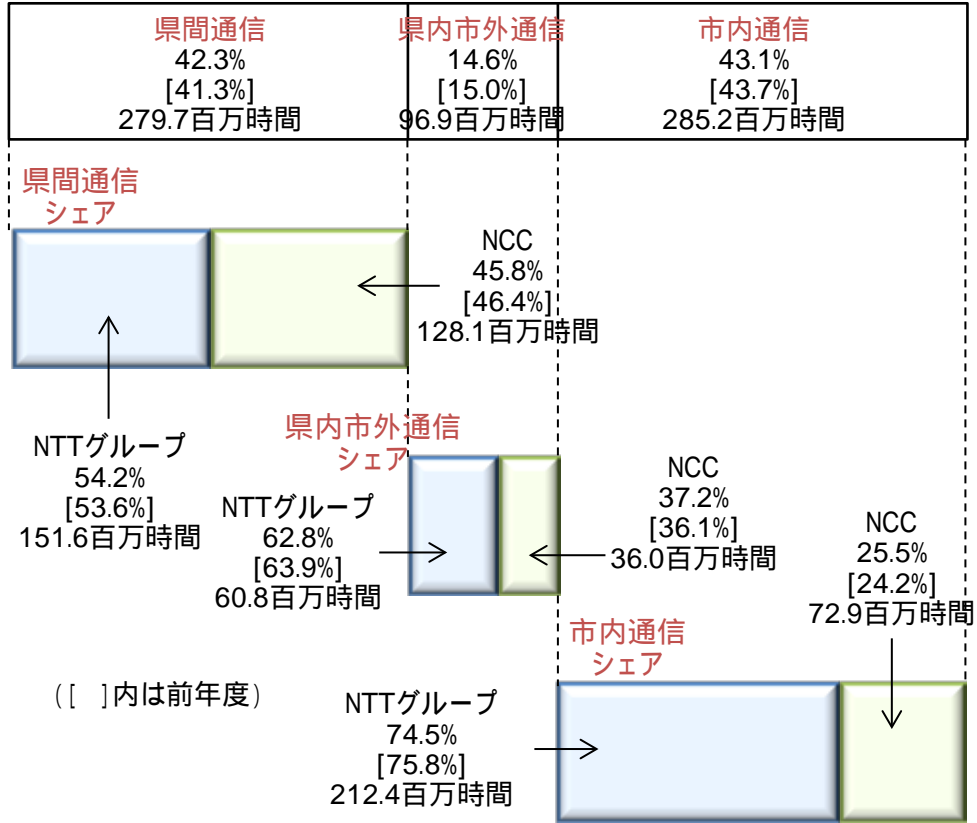 県間通信
42.3%
[41.3%]
279.7百万時間
県内市外通信
14.6%
[15.0%]
96.9百万時間
市内通信
43.1%
[43.7%]
285.2百万時間
県間通信
シェア
NCC
45.8%
[46.4%]
128.1百万時間
NTTグループ
54.2%
[53.6%]
151.6百万時間
県内市外通信
シェア
NTTグループ
62.8%
[63.9%]
60.8百万時間
NCC
37.2%
[36.1%]
36.0百万時間
NCC
25.5%
[24.2%]
72.9百万時間
市内通信
シェア
NTTグループ
74.5%
[75.8%]
212.4百万時間
([ ]内は前年度)